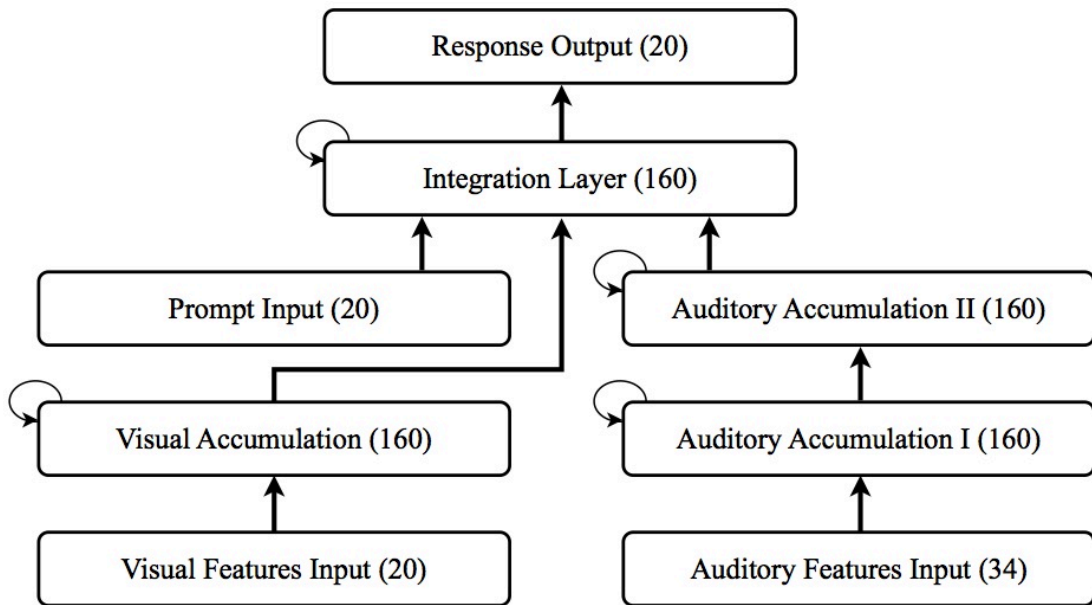 Response Output (20)
Integration Layer (160)
Prompt Input (20)
Auditory Accumulation II (160)
Visual Accumulation (160)
Auditory Accumulation I (160)
Visual Features Input (20)
Auditory Features Input (34)